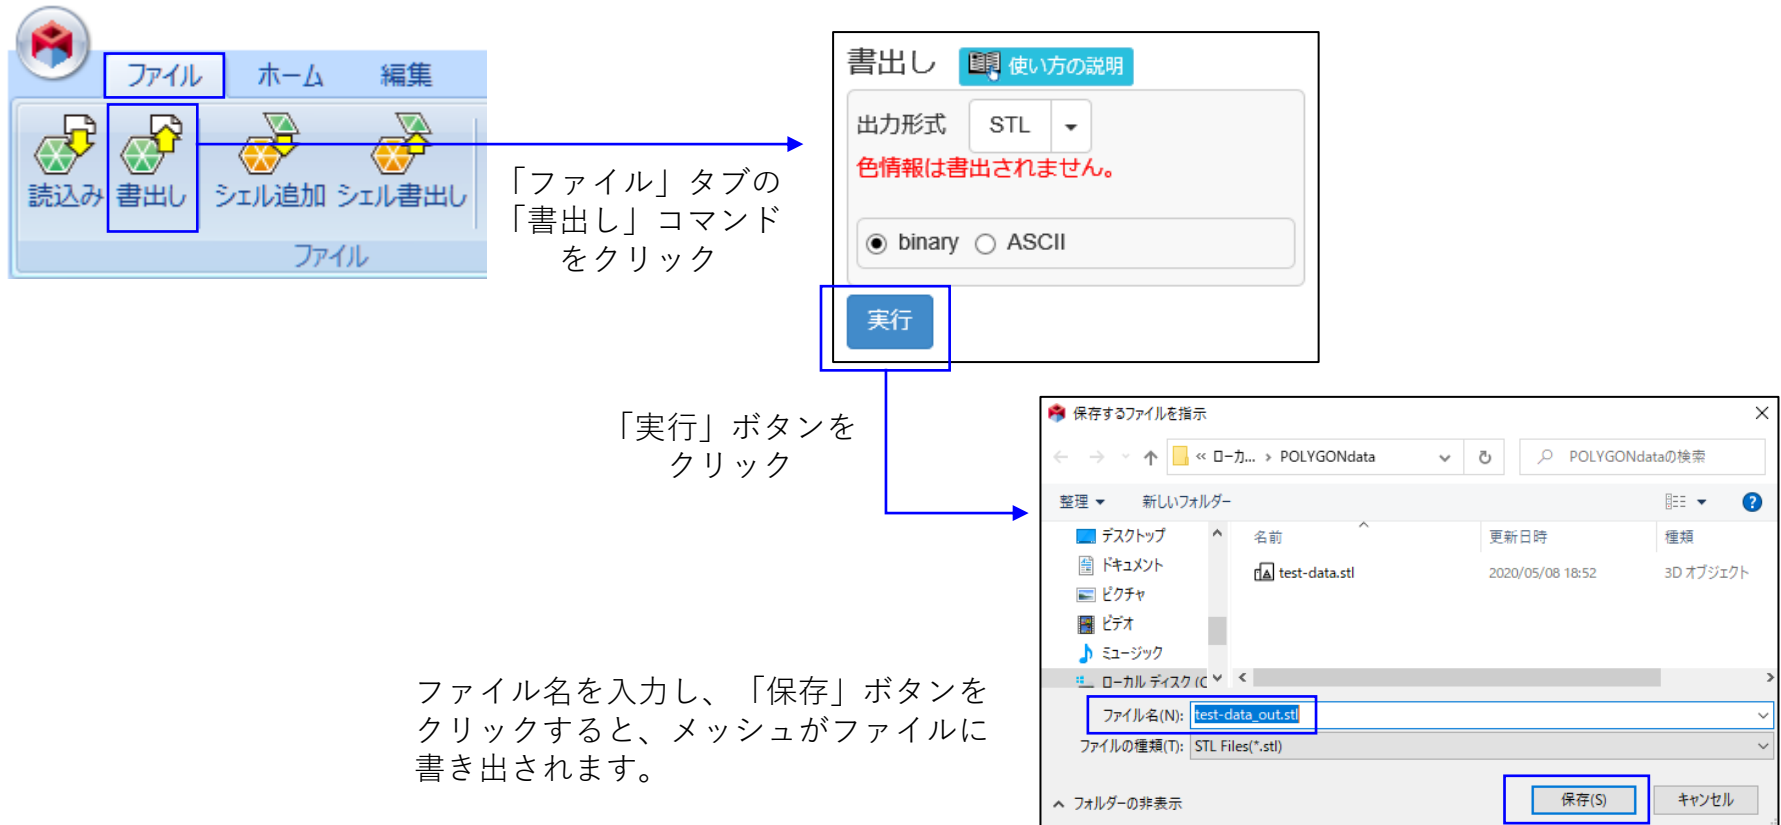 ファイル ホーム 編集
読込み 書出し シェル追加 シェル書出し
ファイル
「ファイル」タブの
「書出し」コマンド
をクリック
書出し 使い方の説明
出力形式 STL
色情報は書出されません。
binary ASCII
実行
「実行」ボタンを
クリック
保存するファイルを指示
« ローカ... › POLYGONdata
POLYGONdataの検索
整理 新しいフォルダー
デスクトップ
ドキュメント
ピクチャ
ビデオ
ミュージック
ローカル ディスク (C
名前 更新日時 種類
test-data.stl 2020/05/08 18:52 3D オブジェクト
ファイル名(N): test-data_out.stl
ファイルの種類(T): STL Files(*.stl)
フォルダーの非表示
保存(S) キャンセル
ファイル名を入力し、「保存」ボタンを
クリックすると、メッシュがファイルに
書き出されます。